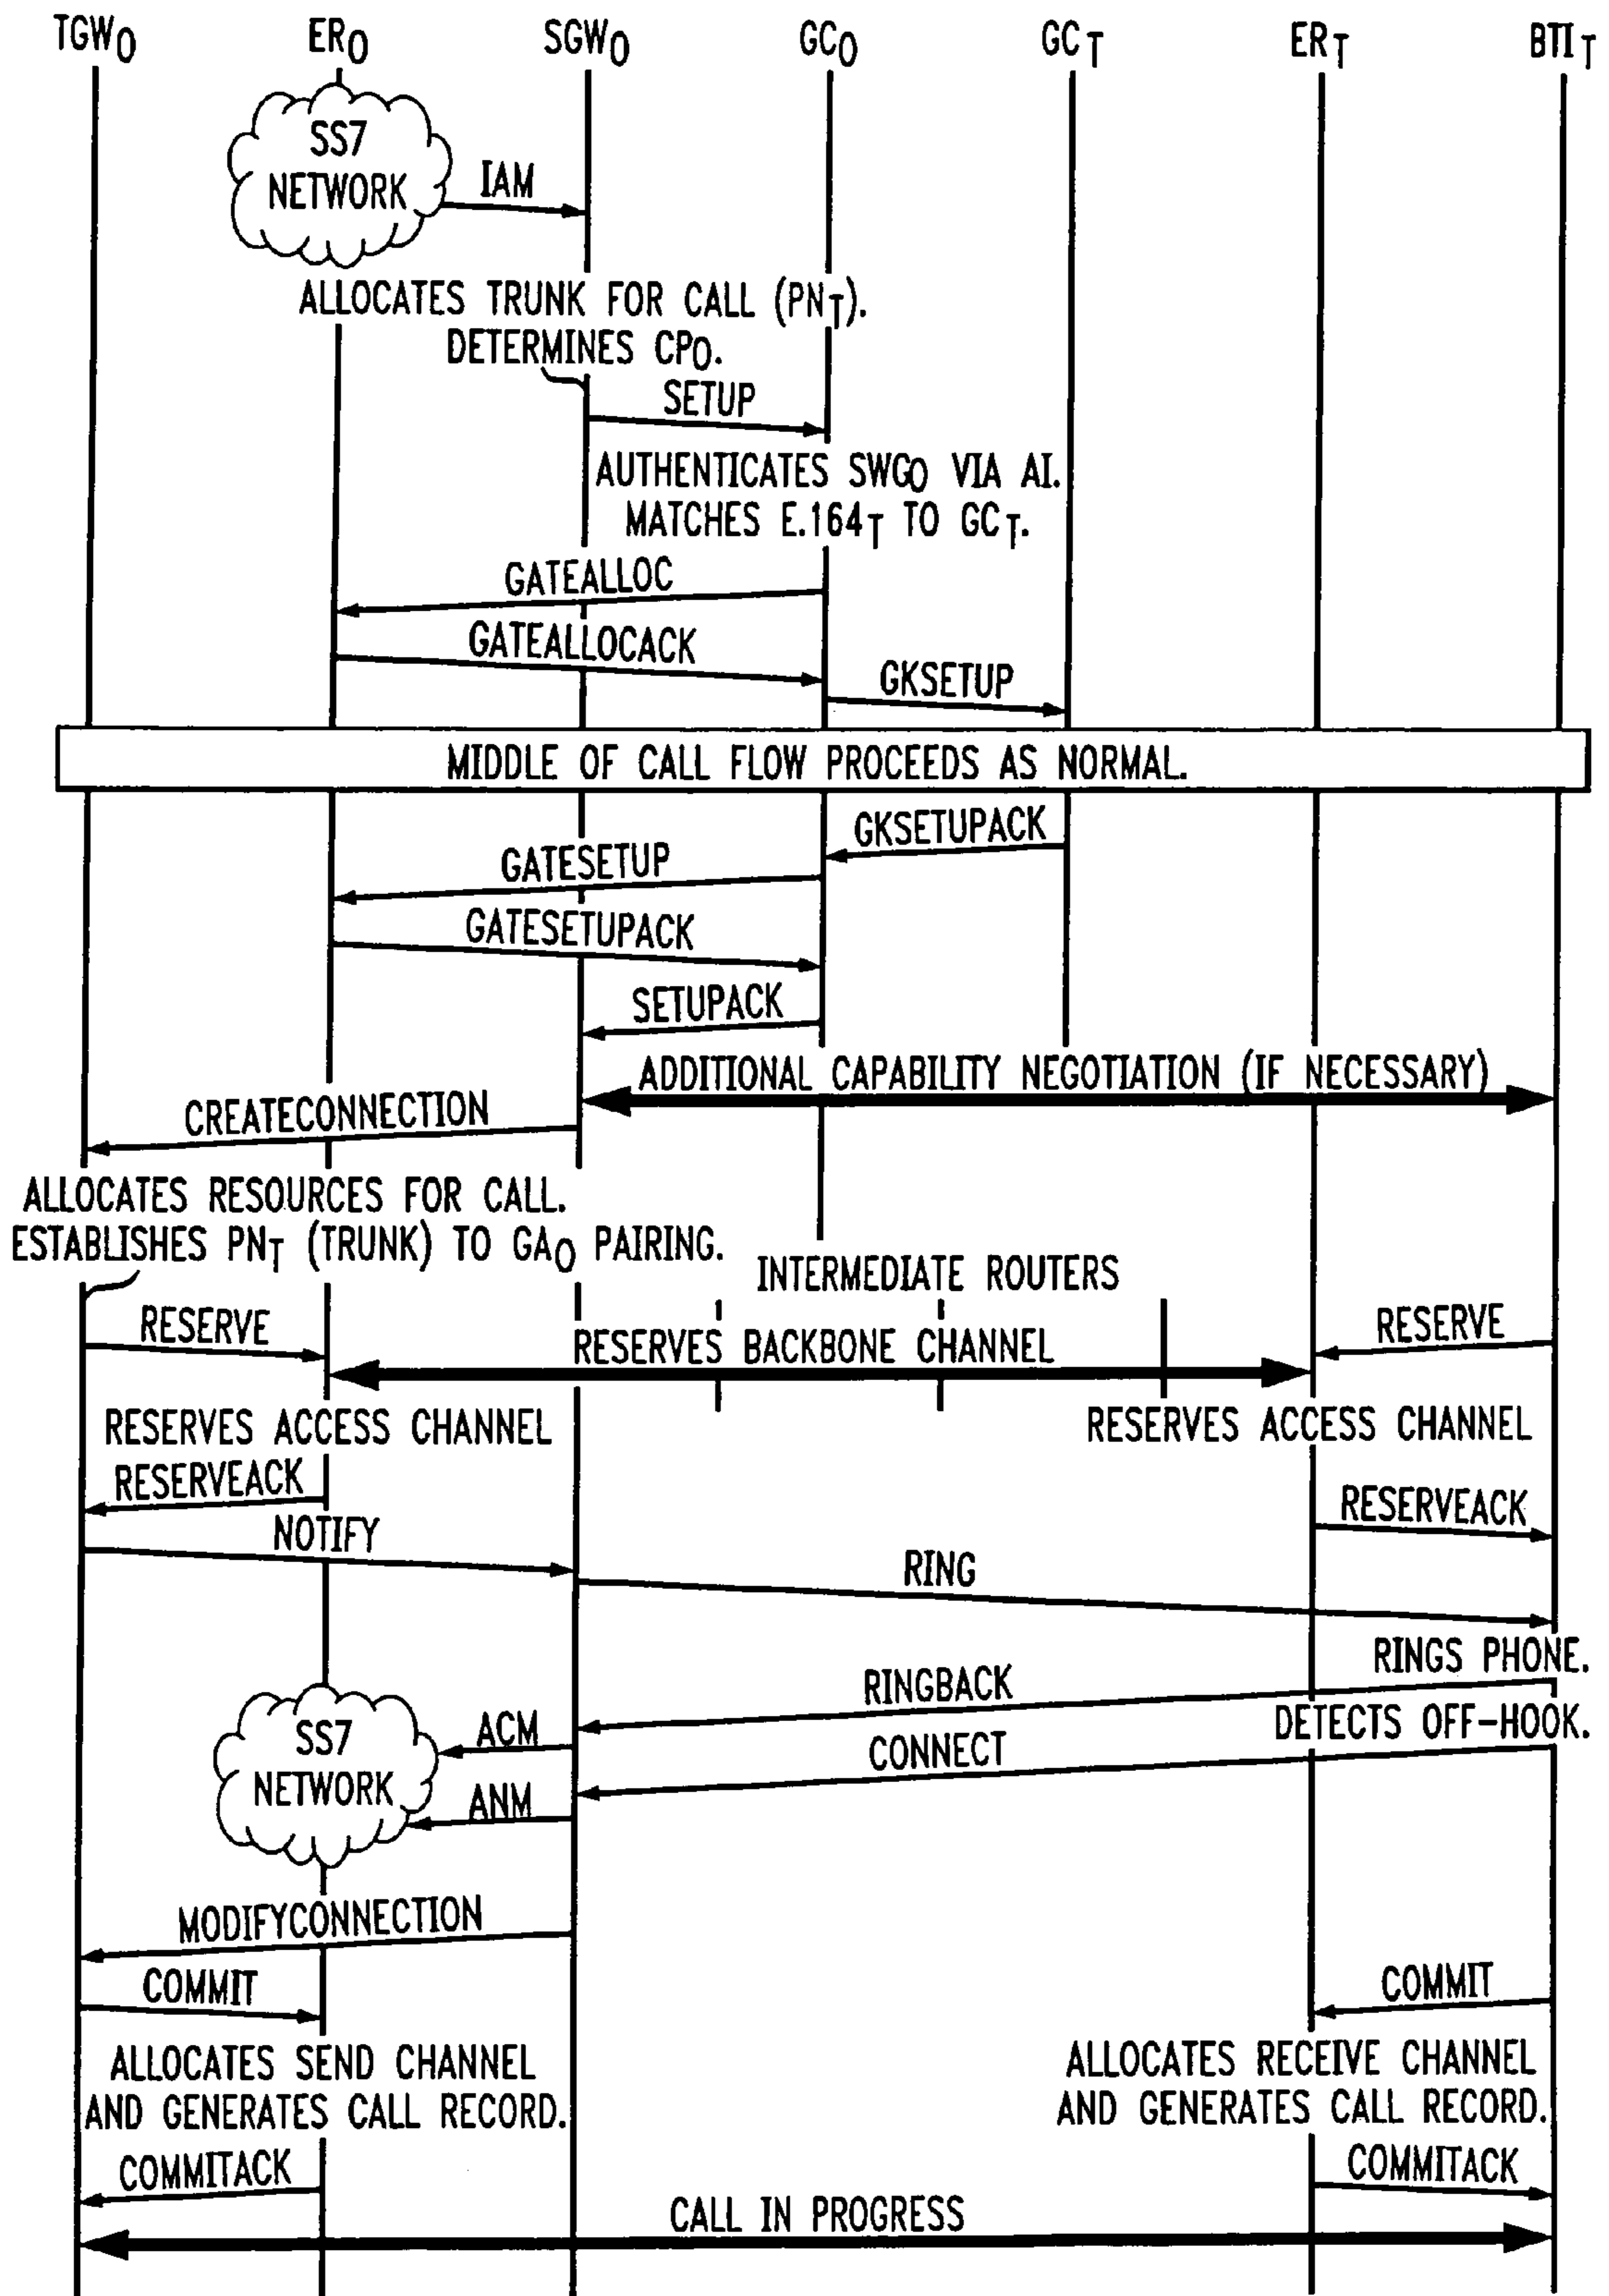 TGWO ERO SGWO GCO GCT ERT BTIT
SS7
NETWORK
IAM
ALLOCATES TRUNK FOR CALL (PNT).
DETERMINES CPO.
SETUP
AUTHENTICATES SWGO VIA AI.
MATCHES E.164T TO GCT.
GATEALLOC
GATEALLOCACK
GKSETUP
MIDDLE OF CALL FLOW PROCEEDS AS NORMAL.
GKSETUPACK
GATESETUP
GATESETUPACK
SETUPACK
ADDITIONAL CAPABILITY NEGOTIATION (IF NECESSARY)
CREATECONNECTION
ALLOCATES RESOURCES FOR CALL.
ESTABLISHES PNT (TRUNK) TO GAO PAIRING.
INTERMEDIATE ROUTERS
RESERVE
RESERVES BACKBONE CHANNEL
RESERVE
RESERVES ACCESS CHANNEL
RESERVES ACCESS CHANNEL
RESERVEACK
RESERVEACK
NOTIFY
RING
RINGS PHONE.
RINGBACK
DETECTS OFF-HOOK.
SS7
NETWORK
ACM
CONNECT
ANM
MODIFYCONNECTION
COMMIT
COMMIT
ALLOCATES SEND CHANNEL
AND GENERATES CALL RECORD.
ALLOCATES RECEIVE CHANNEL
AND GENERATES CALL RECORD.
COMMITACK
COMMITACK
CALL IN PROGRESS